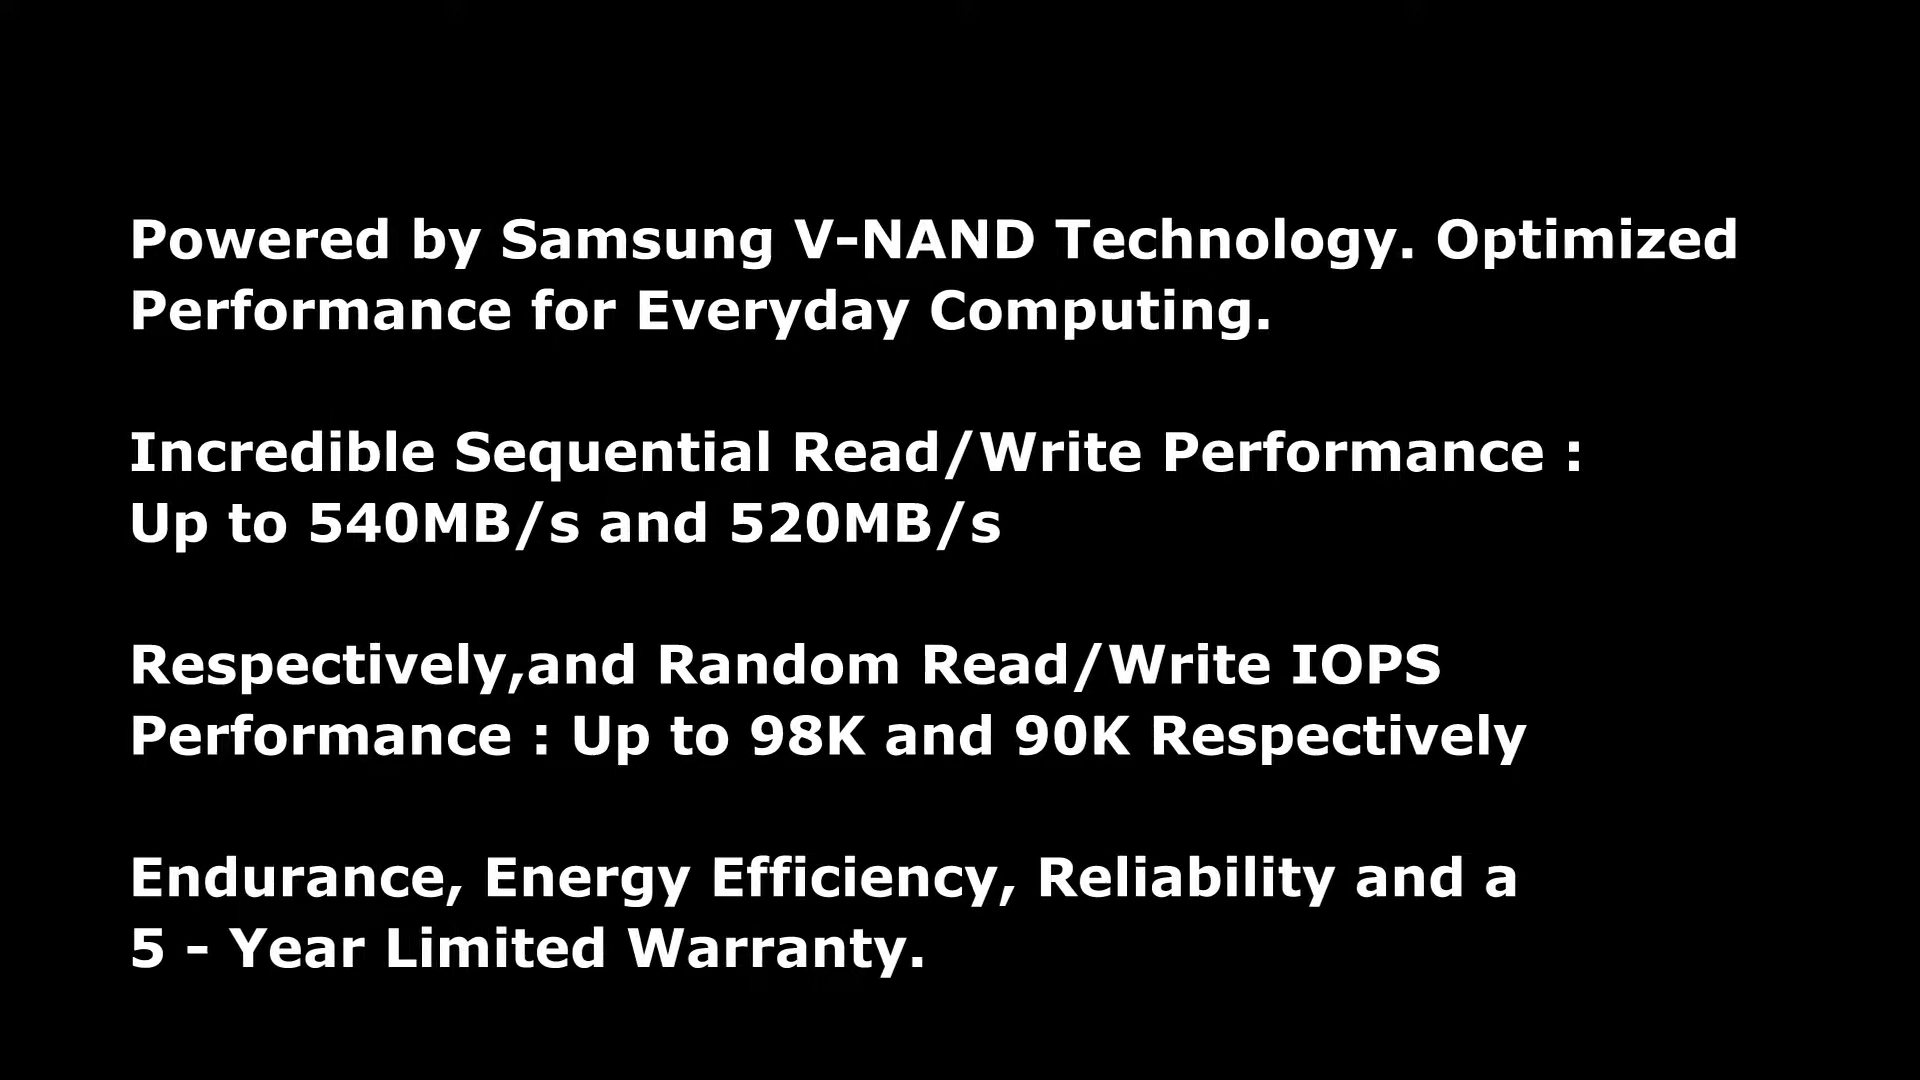 Powered by Samsung V-NAND Technology. Optimized
Performance for Everyday Computing.
Incredible Sequential Read/Write Performance :
Up to 540MB/s and 520MB/s
Respectively,and Random Read/Write IOPS
Performance : Up to 98K and 90K Respectively
Endurance, Energy Efficiency, Reliability and a
5 - Year Limited Warranty.